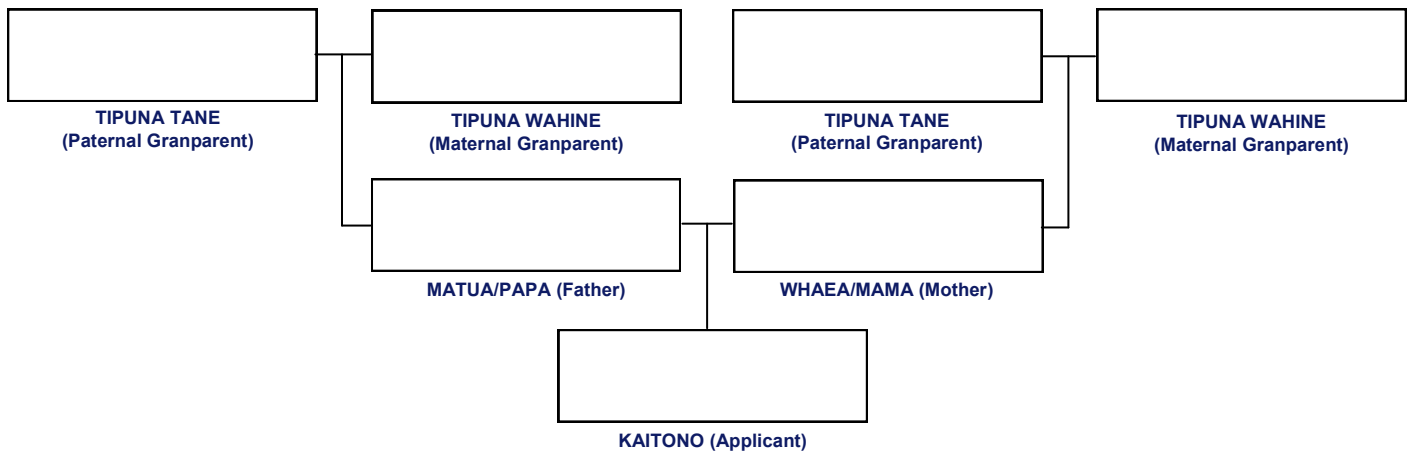 TIPUNA TANE
(Paternal Granparent)
TIPUNA WAHINE
(Maternal Granparent)
TIPUNA TANE
(Paternal Granparent)
TIPUNA WAHINE
(Maternal Granparent)
MATUA/PAPA (Father)
WHAEA/MAMA (Mother)
KAITONO (Applicant)